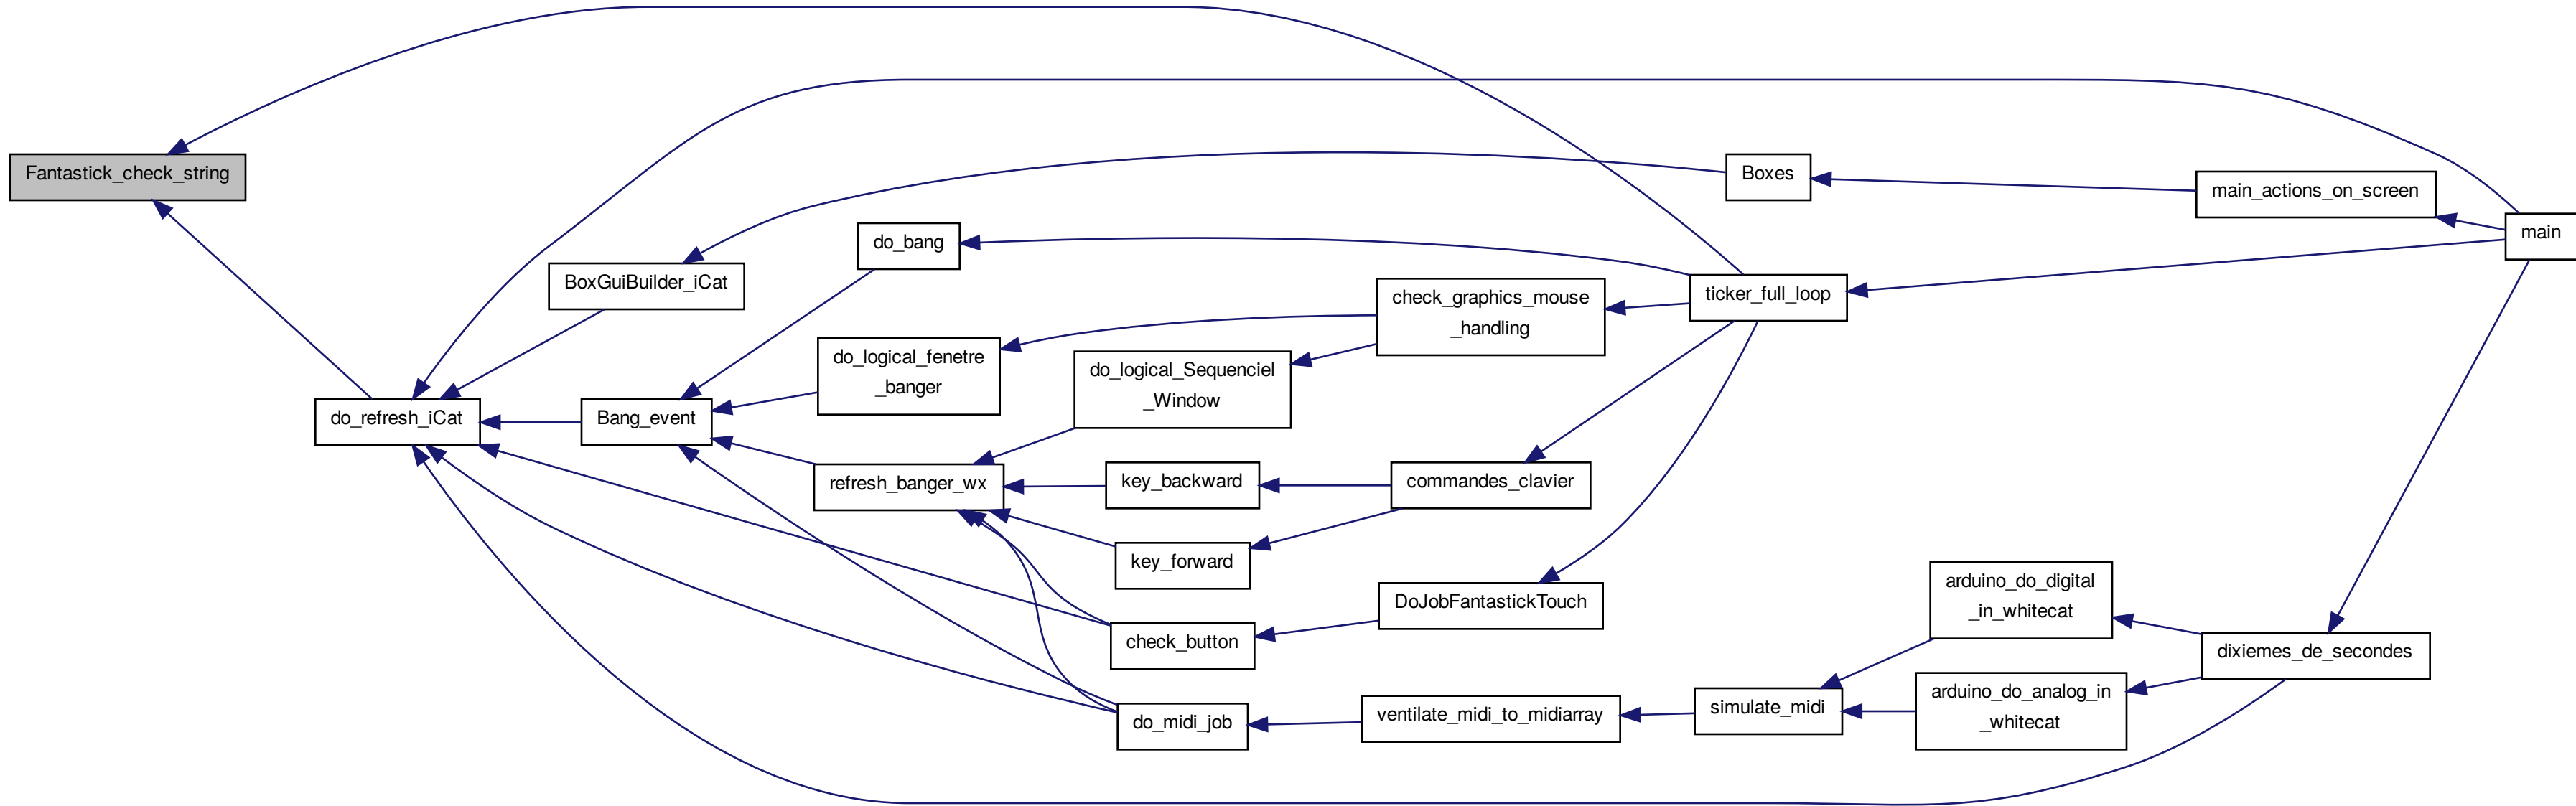 Fantastick_check_string
do_refresh_iCat
BoxGuiBuilder_iCat
Bang_event
do_bang
do_logical_fenetre
_banger
refresh_banger_wx
do_logical_Sequenciel
_Window
key_backward
key_forward
check_button
do_midi_job
check_graphics_mouse
_handling
commandes_clavier
DoJobFantastickTouch
ventilate_midi_to_midiarray
Boxes
ticker_full_loop
simulate_midi
arduino_do_digital
_in_whitecat
arduino_do_analog_in
_whitecat
main_actions_on_screen
dixiemes_de_secondes
main